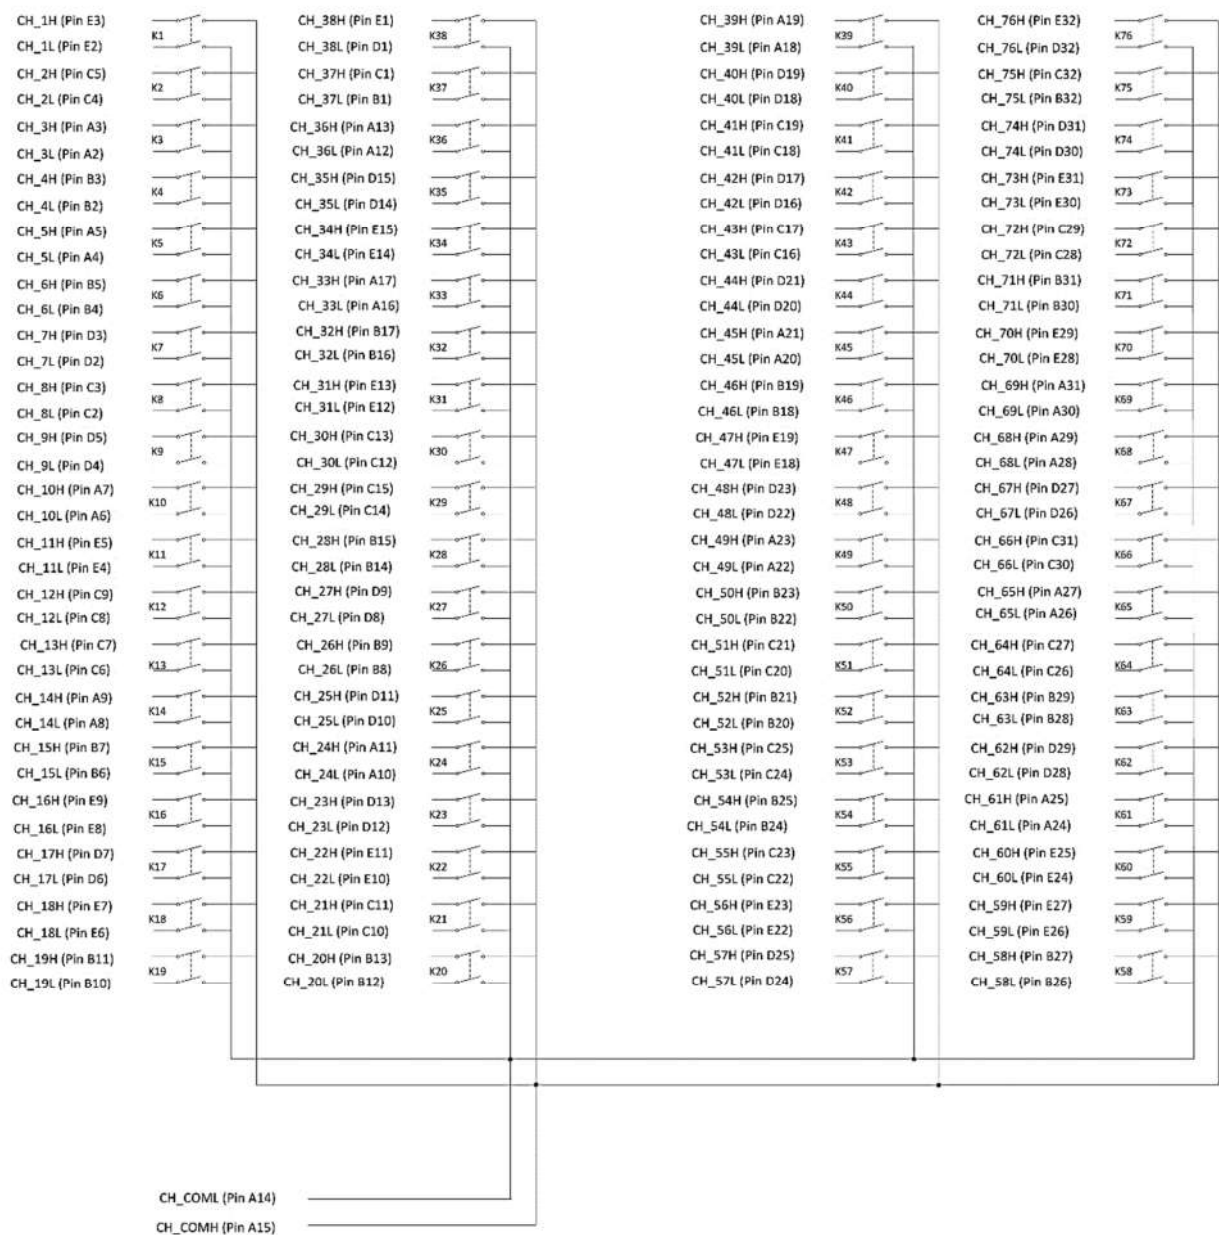 CH_1H (Pin E3)
K1
CH_1L (Pin E2)
CH_2H (Pin C5)
K2
CH_2L (Pin C4)
CH_3H (Pin A3)
K3
CH_3L (Pin A2)
CH_4H (Pin B3)
K4
CH_4L (Pin B2)
CH_5H (Pin A5)
K5
CH_5L (Pin A4)
CH_6H (Pin B5)
K6
CH_6L (Pin B4)
CH_7H (Pin D3)
K7
CH_7L (Pin D2)
CH_8H (Pin C3)
K8
CH_8L (Pin C2)
CH_9H (Pin D5)
K9
CH_9L (Pin D4)
CH_10H (Pin A7)
K10
CH_10L (Pin A6)
CH_11H (Pin E5)
K11
CH_11L (Pin E4)
CH_12H (Pin C9)
K12
CH_12L (Pin C8)
CH_13H (Pin C7)
K13
CH_13L (Pin C6)
CH_14H (Pin A9)
K14
CH_14L (Pin A8)
CH_15H (Pin B7)
K15
CH_15L (Pin B6)
CH_16H (Pin E9)
K16
CH_16L (Pin E8)
CH_17H (Pin D7)
K17
CH_17L (Pin D6)
CH_18H (Pin E7)
K18
CH_18L (Pin E6)
CH_19H (Pin B11)
K19
CH_19L (Pin B10)
CH_38H (Pin E1)
K38
CH_38L (Pin D1)
CH_37H (Pin C1)
K37
CH_37L (Pin B1)
CH_36H (Pin A13)
K36
CH_36L (Pin A12)
CH_35H (Pin D15)
K35
CH_35L (Pin D14)
CH_34H (Pin E15)
K34
CH_34L (Pin E14)
CH_33H (Pin A17)
K33
CH_33L (Pin A16)
CH_32H (Pin B17)
K32
CH_32L (Pin B16)
CH_31H (Pin E13)
K31
CH_31L (Pin E12)
CH_30H (Pin C13)
K30
CH_30L (Pin C12)
CH_29H (Pin C15)
K29
CH_29L (Pin C14)
CH_28H (Pin B15)
K28
CH_28L (Pin B14)
CH_27H (Pin D9)
K27
CH_27L (Pin D8)
CH_26H (Pin B9)
K26
CH_26L (Pin B8)
CH_25H (Pin D11)
K25
CH_25L (Pin D10)
CH_24H (Pin A11)
K24
CH_24L (Pin A10)
CH_23H (Pin D13)
K23
CH_23L (Pin D12)
CH_22H (Pin E11)
K22
CH_22L (Pin E10)
CH_21H (Pin C11)
K21
CH_21L (Pin C10)
CH_20H (Pin B13)
K20
CH_20L (Pin B12)
CH_39H (Pin A19)
K39
CH_39L (Pin A18)
CH_40H (Pin D19)
K40
CH_40L (Pin D18)
CH_41H (Pin C19)
K41
CH_41L (Pin C18)
CH_42H (Pin D17)
K42
CH_42L (Pin D16)
CH_43H (Pin C17)
K43
CH_43L (Pin C16)
CH_44H (Pin D21)
K44
CH_44L (Pin D20)
CH_45H (Pin A21)
K45
CH_45L (Pin A20)
CH_46H (Pin B19)
K46
CH_46L (Pin B18)
CH_47H (Pin E19)
K47
CH_47L (Pin E18)
CH_48H (Pin D23)
K48
CH_48L (Pin D22)
CH_49H (Pin A23)
K49
CH_49L (Pin A22)
CH_50H (Pin B23)
K50
CH_50L (Pin B22)
CH_51H (Pin C21)
K51
CH_51L (Pin C20)
CH_52H (Pin B21)
K52
CH_52L (Pin B20)
CH_53H (Pin C25)
K53
CH_53L (Pin C24)
CH_54H (Pin B25)
K54
CH_54L (Pin B24)
CH_55H (Pin C23)
K55
CH_55L (Pin C22)
CH_56H (Pin E23)
K56
CH_56L (Pin E22)
CH_57H (Pin D25)
K57
CH_57L (Pin D24)
CH_76H (Pin E32)
K76
CH_76L (Pin D32)
CH_75H (Pin C32)
K75
CH_75L (Pin B32)
CH_74H (Pin D31)
K74
CH_74L (Pin D30)
CH_73H (Pin E31)
K73
CH_73L (Pin E30)
CH_72H (Pin C29)
K72
CH_72L (Pin C28)
CH_71H (Pin B31)
K71
CH_71L (Pin B30)
CH_70H (Pin E29)
K70
CH_70L (Pin E28)
CH_69H (Pin A31)
K69
CH_69L (Pin A30)
CH_68H (Pin A29)
K68
CH_68L (Pin A28)
CH_67H (Pin D27)
K67
CH_67L (Pin D26)
CH_66H (Pin C31)
K66
CH_66L (Pin C30)
CH_65H (Pin A27)
K65
CH_65L (Pin A26)
CH_64H (Pin C27)
K64
CH_64L (Pin C26)
CH_63H (Pin B29)
K63
CH_63L (Pin B28)
CH_62H (Pin D29)
K62
CH_62L (Pin D28)
CH_61H (Pin A25)
K61
CH_61L (Pin A24)
CH_60H (Pin E25)
K60
CH_60L (Pin E24)
CH_59H (Pin E27)
K59
CH_59L (Pin E26)
CH_58H (Pin B27)
K58
CH_58L (Pin B26)
CH_COML (Pin A14)
CH_COMH (Pin A15)